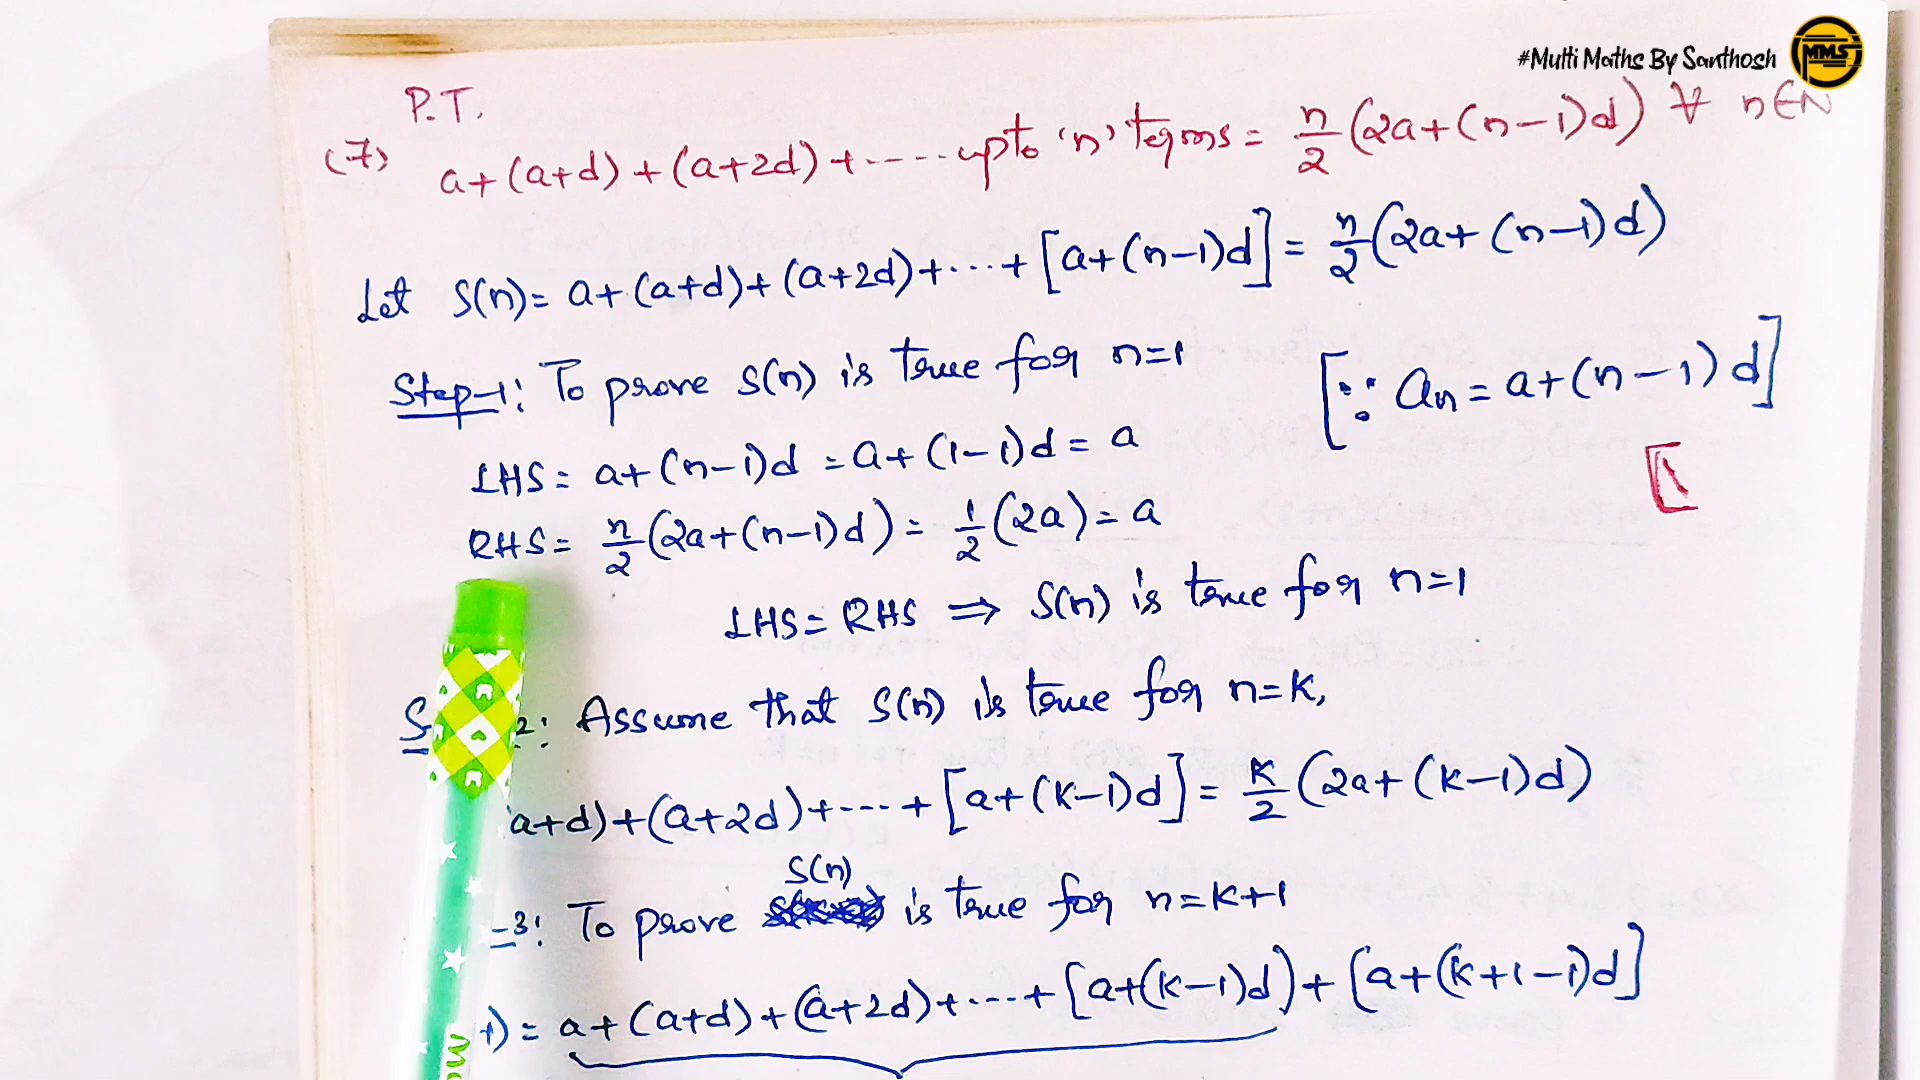 #Multi Maths By Santhosh
MMS
P.T.
(7) a+(a+d)+(a+2d)+----- upto 'n' terms = n/2 (2a+(n-1)d) ∀ n∈N
Let S(n)= a+(a+d)+(a+2d)+...+[a+(n-1)d] = n/2 (2a+(n-1)d)
Step-1: To prove S(n) is true for n=1
[∵ an = a+(n-1)d]
LHS = a+(n-1)d = a+(1-1)d = a
RHS = n/2 (2a+(n-1)d) = 1/2 (2a) = a
LHS = RHS ⇒ S(n) is true for n=1
S 2: Assume that S(n) is true for n=k,
a+d)+(a+2d)+---+[a+(k-1)d] = k/2 (2a+(k-1)d)
S(n)
-3: To prove is true for n=k+1
+1) = a+(a+d)+(a+2d)+---+[a+(k-1)d)+[a+(k+1-1)d]